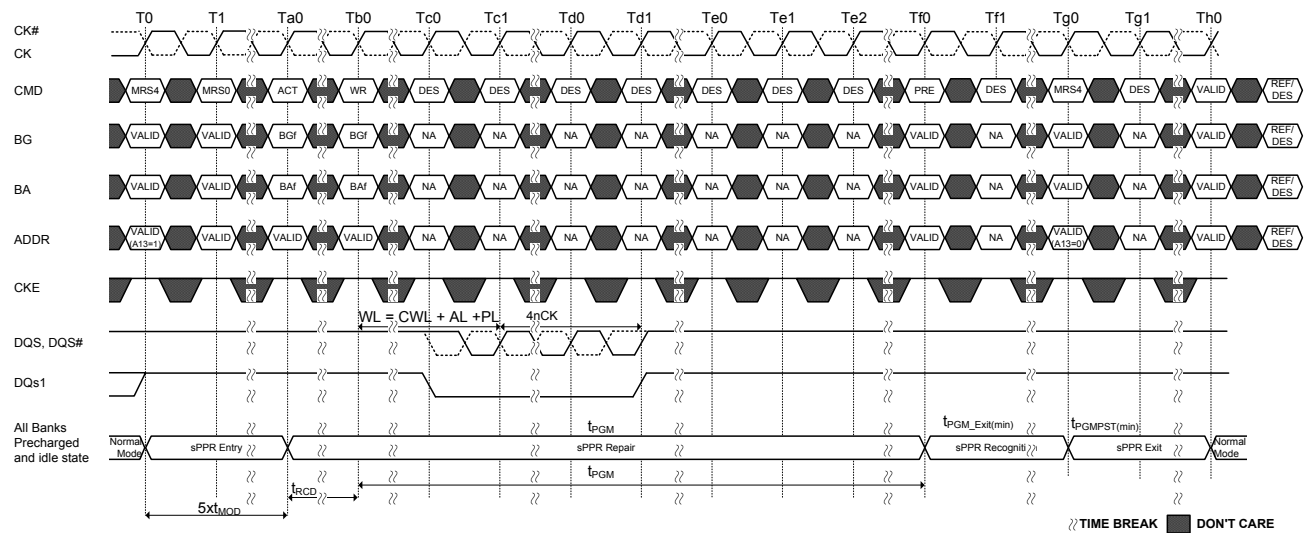 T0 T1 Ta0 Tb0 Tc0 Tc1 Td0 Td1 Te0 Te1 Te2 Tf0 Tf1 Tg0 Tg1 Th0
CK#
CK
CMD MRS4 MRS0 ACT WR DES DES DES DES DES DES DES PRE DES MRS4 DES VALID REF/DES
BG VALID VALID BGf BGf NA NA NA NA NA NA NA VALID NA VALID NA VALID REF/DES
BA VALID VALID BAf BAf NA NA NA NA NA NA NA VALID NA VALID NA VALID REF/DES
ADDR VALID (A13=1) VALID VALID VALID NA NA NA NA NA NA NA VALID NA VALID (A13=0) NA VALID REF/DES
CKE
WL = CWL + AL +PL 4nCK
DQS, DQS#
DQs1
All Banks
Precharged
and idle state
tPGM tPGM_Exit(min) tPGMPST(min)
Normal Mode sPPR Entry sPPR Repair sPPR Recogniti sPPR Exit Normal Mode
tRCD tPGM
5xtMOD
TIME BREAK DON'T CARE